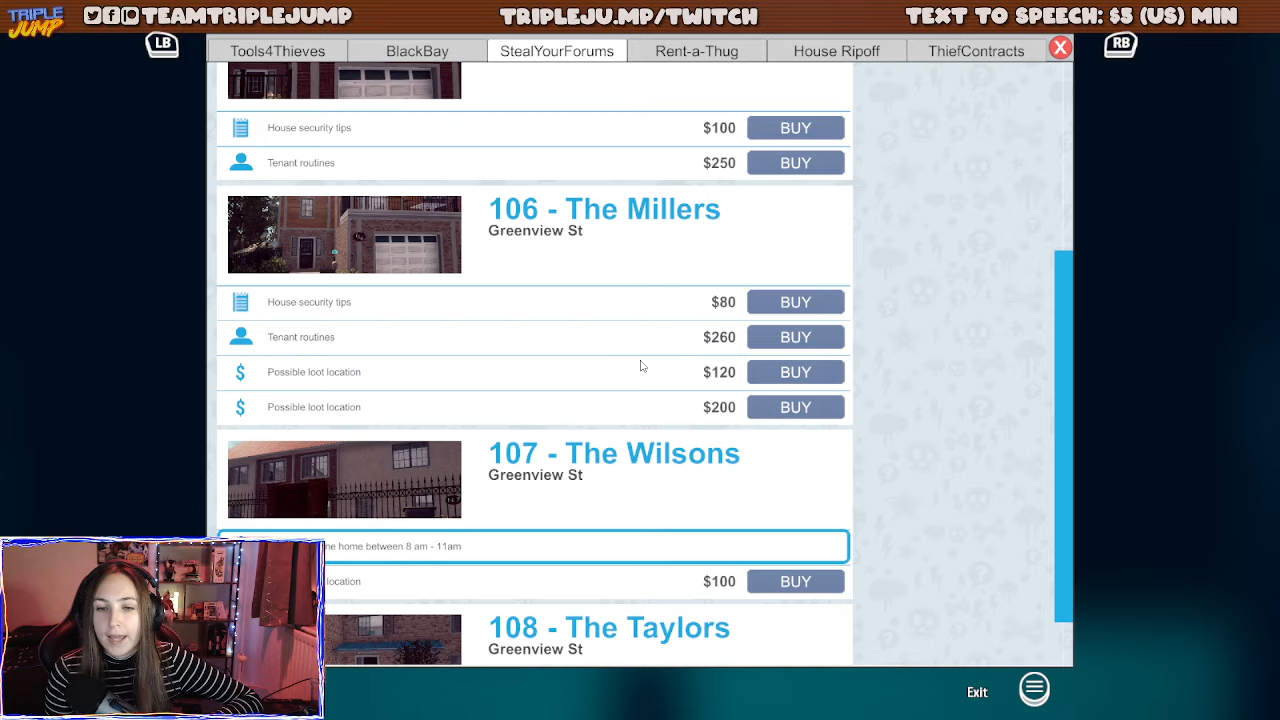 TRIPLE JUMP
TEAMTRIPLEJUMP
TRIPLEJU.MP/TWITCH
TEXT TO SPEECH: $5 (US) MIN
LB
Tools4Thieves
BlackBay
StealYourForums
Rent-a-Thug
House Ripoff
ThiefContracts
X
RB
House security tips $100 BUY
Tenant routines $250 BUY
106 - The Millers
Greenview St
House security tips $80 BUY
Tenant routines $260 BUY
$ Possible loot location $120 BUY
$ Possible loot location $200 BUY
107 - The Wilsons
Greenview St
home between 8 am - 11am
location $100 BUY
108 - The Taylors
Greenview St
Exit